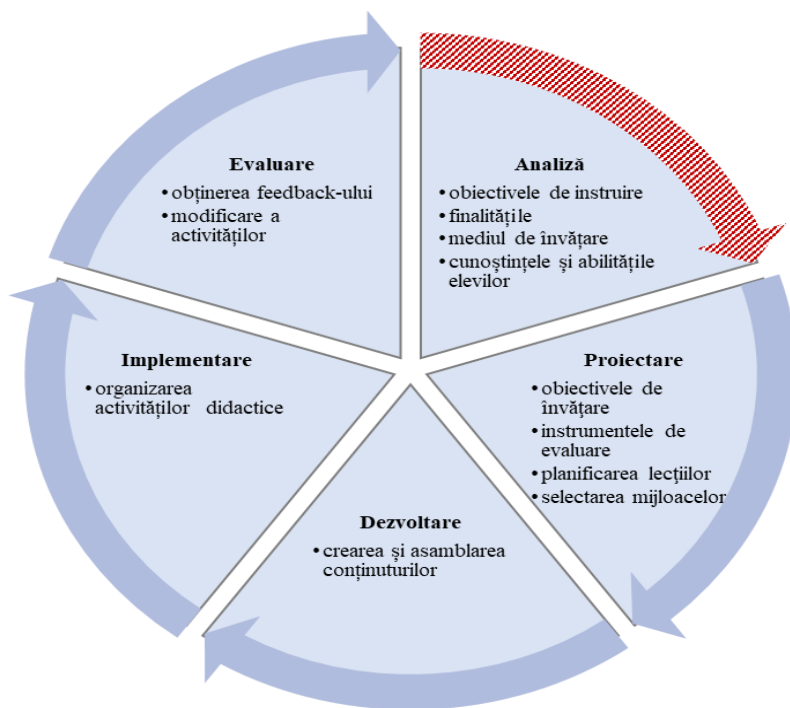 Evaluare
• obținerea feedback-ului
• modificare a
activităților
Analiză
• obiectivele de instruire
• finalitățile
• mediul de învățare
• cunoștințele și abilitățile
elevilor
Implementare
• organizarea
activităților didactice
Proiectare
• obiectivele de
învățare
• instrumentele de
evaluare
• planificarea lecțiilor
• selectarea mijloacelor
Dezvoltare
• crearea și asamblarea
conținuturilor